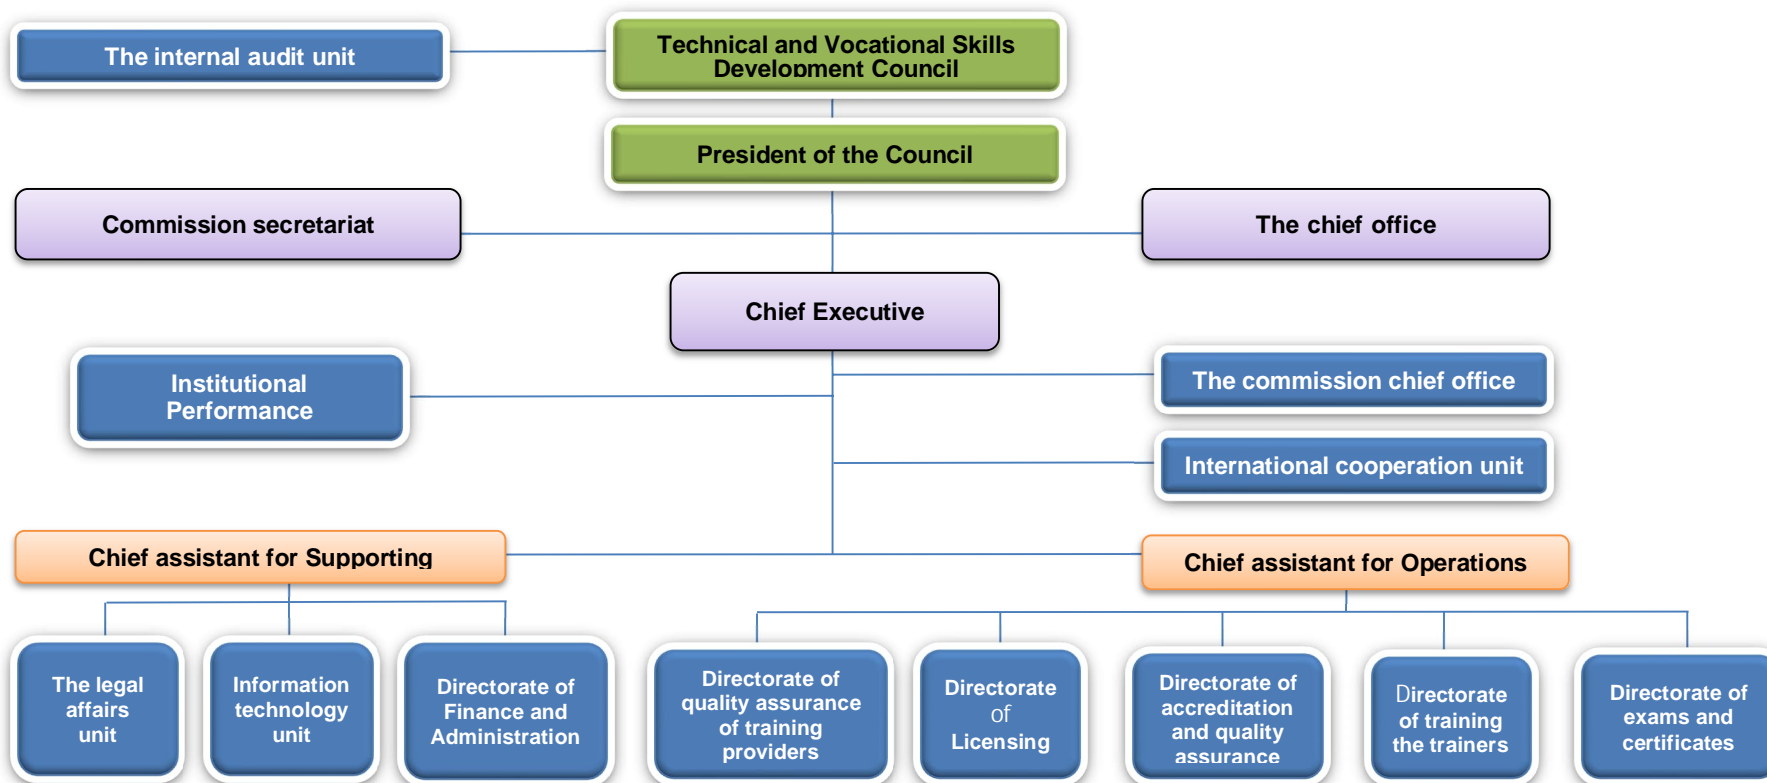 The internal audit unit
Technical and Vocational Skills
Development Council
President of the Council
Commission secretariat
The chief office
Chief Executive
Institutional
Performance
The commission chief office
International cooperation unit
Chief assistant for Supporting
Chief assistant for Operations
The legal
affairs
unit
Information
technology
unit
Directorate of
Finance and
Administration
Directorate of
quality assurance
of training
providers
Directorate
of
Licensing
Directorate of
accreditation
and quality
assurance
Directorate
of training
the trainers
Directorate of
exams and
certificates